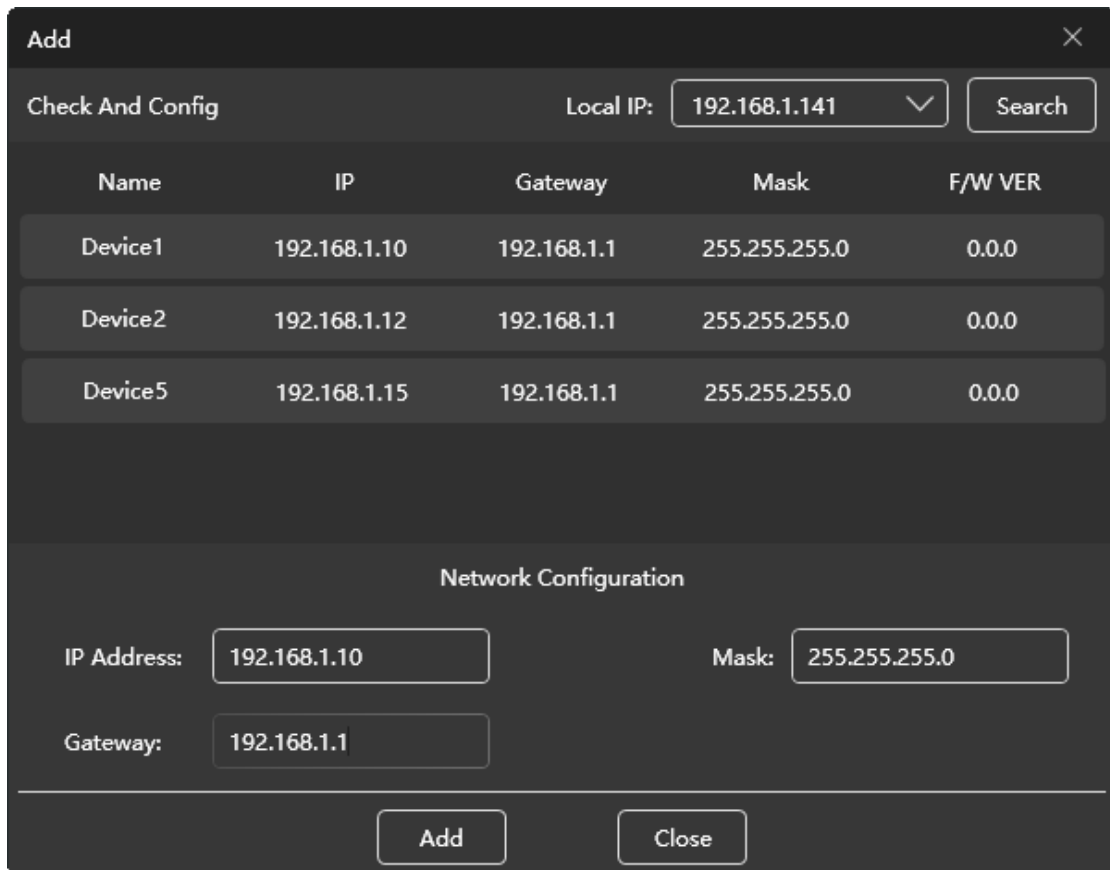 Add
Check And Config Local IP: 192.168.1.141 Search
Name IP Gateway Mask F/W VER
Device1 192.168.1.10 192.168.1.1 255.255.255.0 0.0.0
Device2 192.168.1.12 192.168.1.1 255.255.255.0 0.0.0
Device5 192.168.1.15 192.168.1.1 255.255.255.0 0.0.0
Network Configuration
IP Address: 192.168.1.10 Mask: 255.255.255.0
Gateway: 192.168.1.1
Add Close